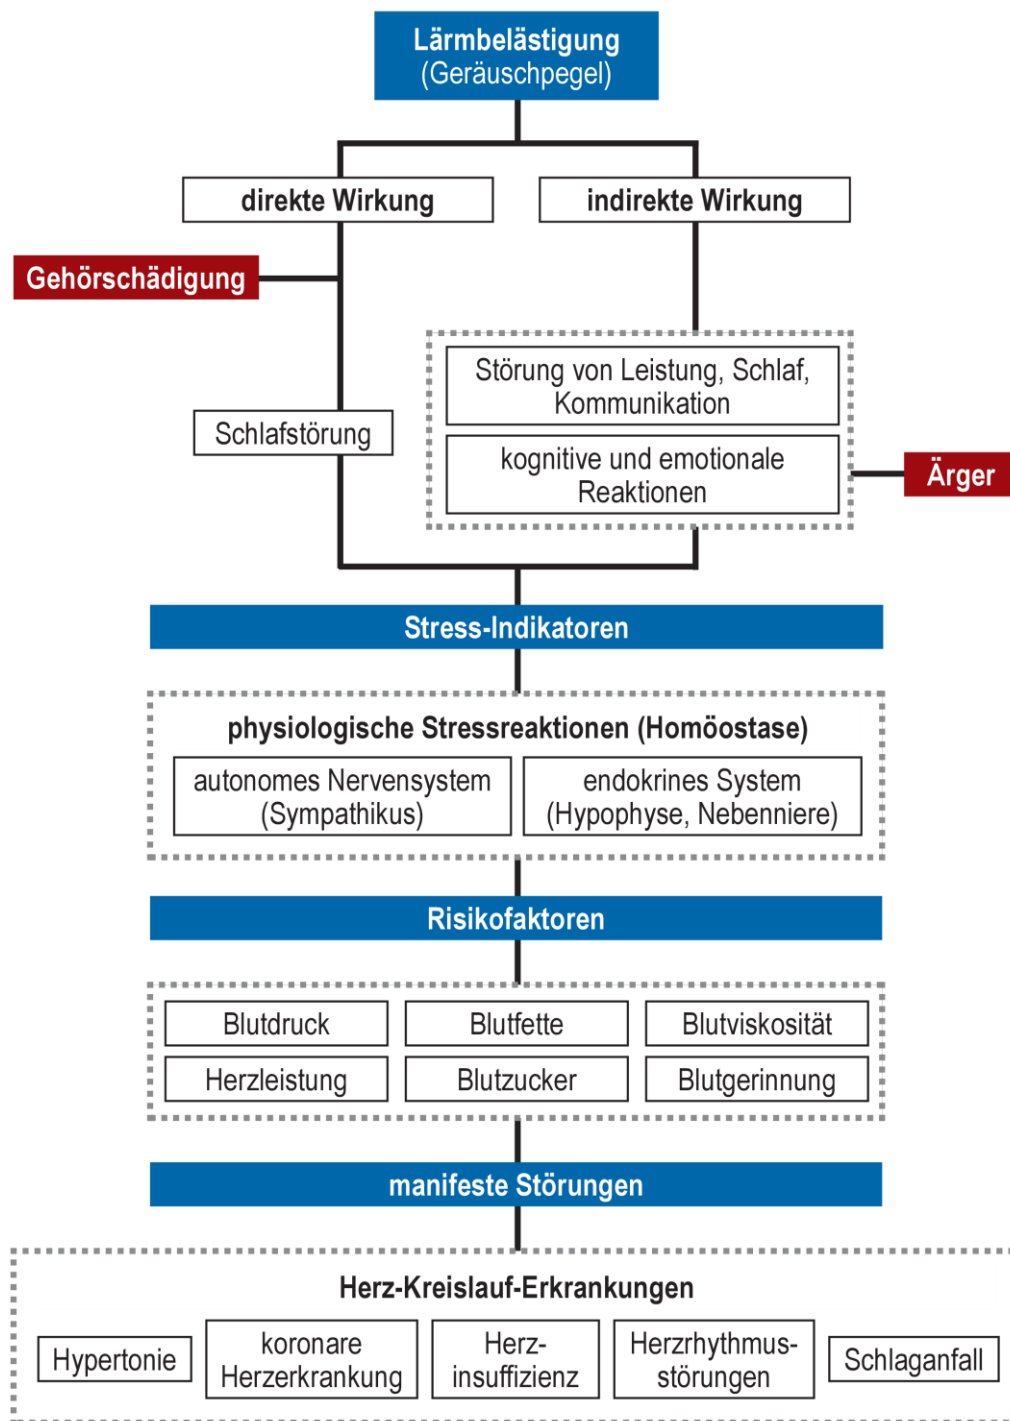 Lärmbelästigung
(Geräuschpegel)
direkte Wirkung
indirekte Wirkung
Gehörschädigung
Störung von Leistung, Schlaf,
Kommunikation
Schlafstörung
kognitive und emotionale
Reaktionen
Ärger
Stress-Indikatoren
physiologische Stressreaktionen (Homöostase)
autonomes Nervensystem
(Sympathikus)
endokrines System
(Hypophyse, Nebenniere)
Risikofaktoren
Blutdruck
Blutfette
Blutviskosität
Herzleistung
Blutzucker
Blutgerinnung
manifeste Störungen
Herz-Kreislauf-Erkrankungen
Hypertonie
koronare
Herzerkrankung
Herz-
insuffizienz
Herzrhythmus-
störungen
Schlaganfall